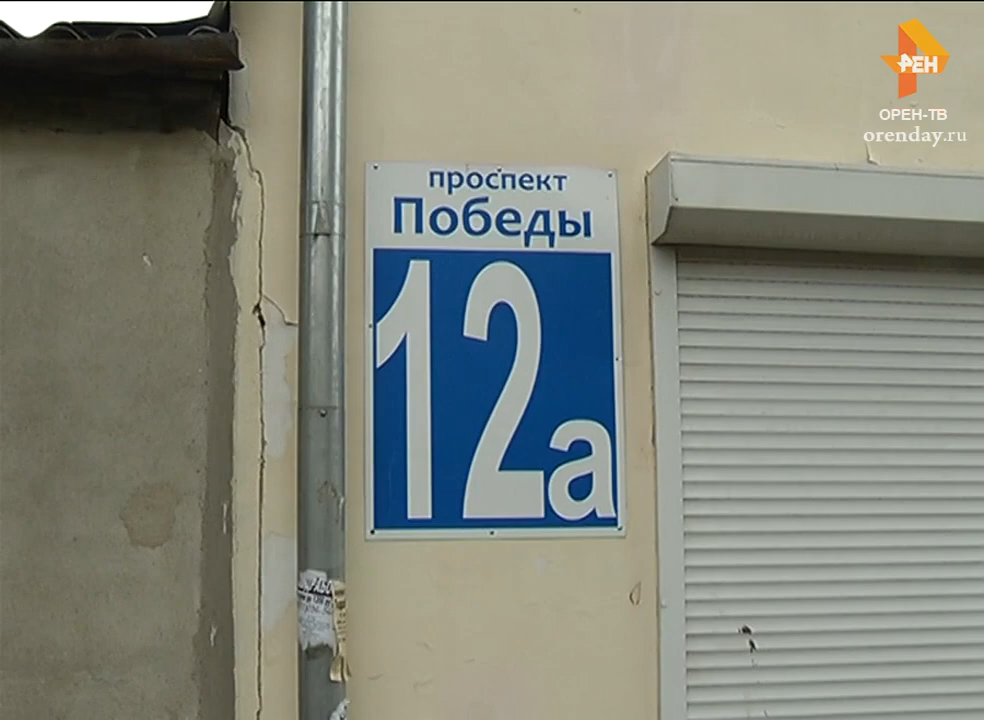 РЕН
ОРЕН-ТВ
orenday.ru
проспект
Победы
12а